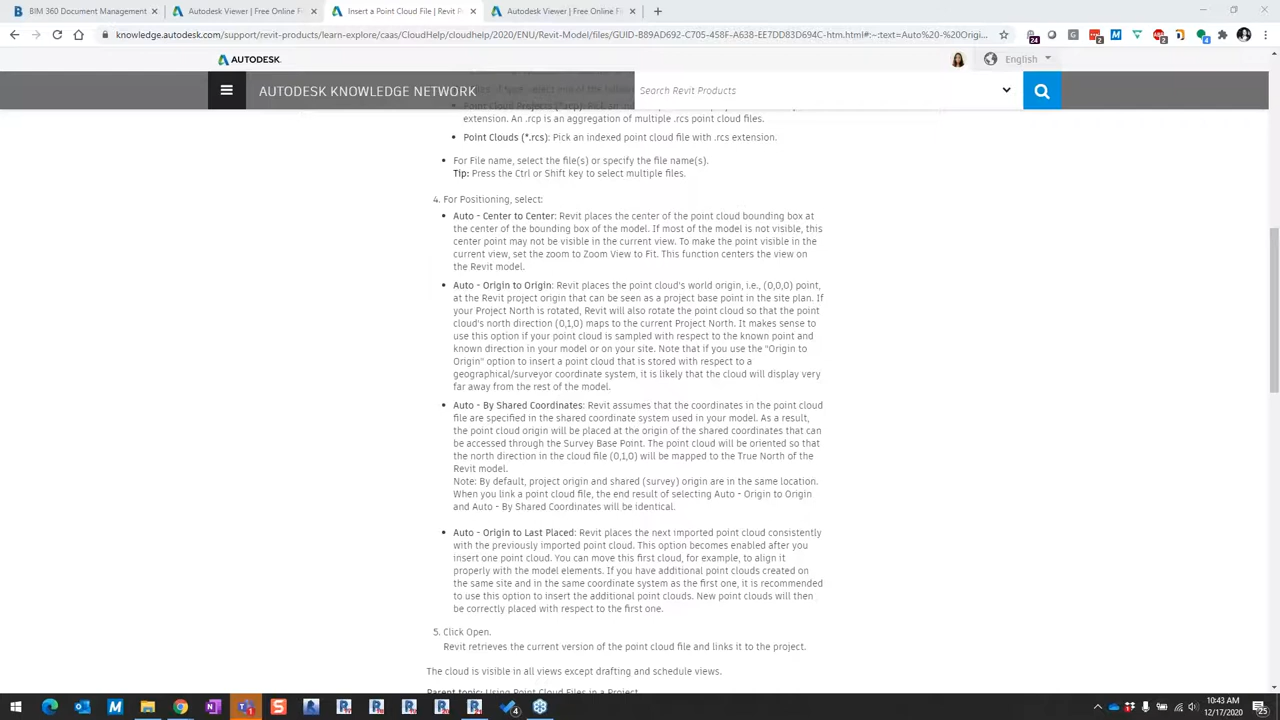 BIM 360 Document Management
Autodesk Viewer | Free Online Fi
Insert a Point Cloud File | Revit P
Autodesk Viewer | Free Online Fi
knowledge.autodesk.com/support/revit-products/learn-explore/caas/CloudHelp/cloudhelp/2020/ENU/Revit-Model/files/GUID-B89AD692-C705-458F-A638-EE7DD83D694C-htm.html#:~:text=Auto%20-%20Origi...
AUTODESK.
English
AUTODESK KNOWLEDGE NETWORK
Search Revit Products
Point Cloud Projects (*.rcp):
extension. An .rcp is an aggregation of multiple .rcs point cloud files.
• Point Clouds (*.rcs): Pick an indexed point cloud file with .rcs extension.
• For File name, select the file(s) or specify the file name(s).
Tip: Press the Ctrl or Shift key to select multiple files.
4. For Positioning, select:
• Auto - Center to Center: Revit places the center of the point cloud bounding box at
the center of the bounding box of the model. If most of the model is not visible, this
center point may not be visible in the current view. To make the point visible in the
current view, set the zoom to Zoom View to Fit. This function centers the view on
the Revit model.
• Auto - Origin to Origin: Revit places the point cloud's world origin, i.e., (0,0,0) point,
at the Revit project origin that can be seen as a project base point in the site plan. If
your Project North is rotated, Revit will also rotate the point cloud so that the point
cloud's north direction (0,1,0) maps to the current Project North. It makes sense to
use this option if your point cloud is sampled with respect to the known point and
known direction in your model or on your site. Note that if you use the "Origin to
Origin" option to insert a point cloud that is stored with respect to a
geographical/surveyor coordinate system, it is likely that the cloud will display very
far away from the rest of the model.
• Auto - By Shared Coordinates: Revit assumes that the coordinates in the point cloud
file are specified in the shared coordinate system used in your model. As a result,
the point cloud origin will be placed at the origin of the shared coordinates that can
be accessed through the Survey Base Point. The point cloud will be oriented so that
the north direction in the cloud file (0,1,0) will be mapped to the True North of the
Revit model.
Note: By default, project origin and shared (survey) origin are in the same location.
When you link a point cloud file, the end result of selecting Auto - Origin to Origin
and Auto - By Shared Coordinates will be identical.
• Auto - Origin to Last Placed: Revit places the next imported point cloud consistently
with the previously imported point cloud. This option becomes enabled after you
insert one point cloud. You can move this first cloud, for example, to align it
properly with the model elements. If you have additional point clouds created on
the same site and in the same coordinate system as the first one, it is recommended
to use this option to insert the additional point clouds. New point clouds will then
be correctly placed with respect to the first one.
5. Click Open.
Revit retrieves the current version of the point cloud file and links it to the project.
The cloud is visible in all views except drafting and schedule views.
Parent topic: Using Point Cloud Files in a Project
10:43 AM
12/17/2020
25